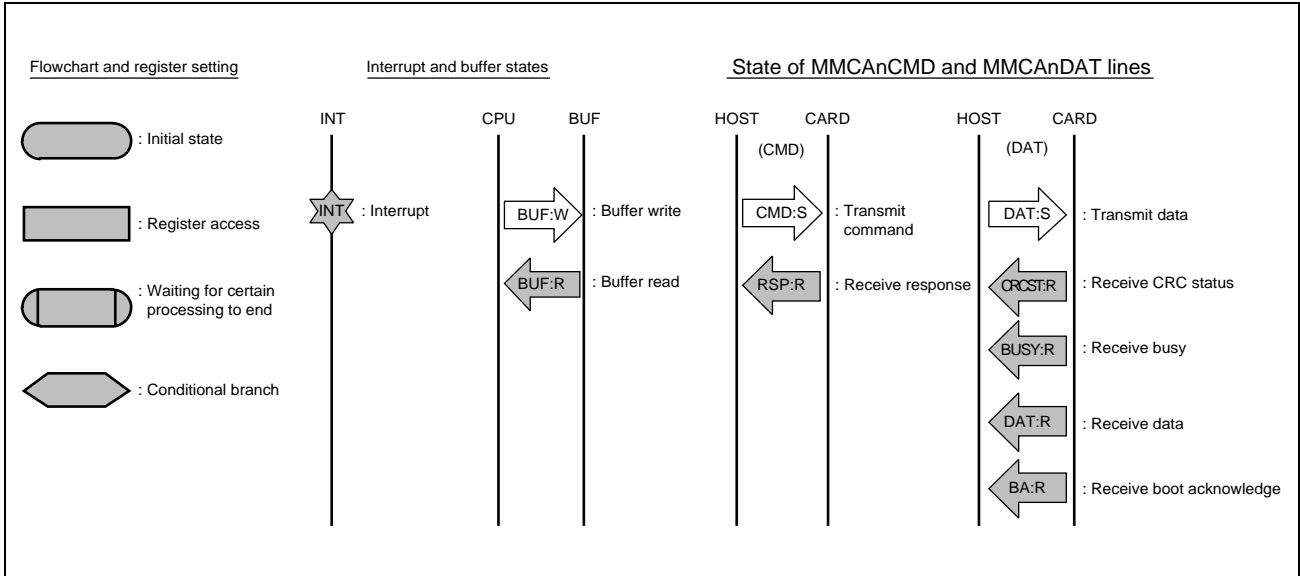 Flowchart and register setting
: Initial state
: Register access
: Waiting for certain
processing to end
: Conditional branch
Interrupt and buffer states
INT
CPU
BUF
INT
: Interrupt
BUF:W
: Buffer write
BUF:R
: Buffer read
State of MMCAnCMD and MMCAnDAT lines
HOST
CARD
(CMD)
CMD:S
: Transmit
command
RSP:R
: Receive response
HOST
CARD
(DAT)
DAT:S
: Transmit data
CRCST:R
: Receive CRC status
BUSY:R
: Receive busy
DAT:R
: Receive data
BA:R
: Receive boot acknowledge